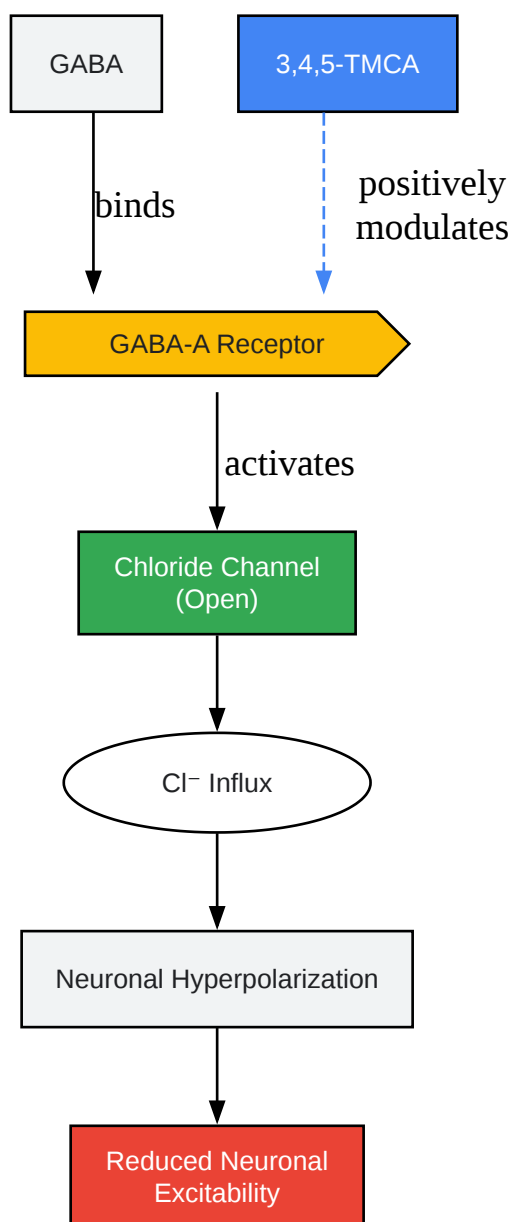 GABA
3,4,5-TMCA
binds
positively
modulates
GABA-A Receptor
activates
Chloride Channel
(Open)
Cl⁻ Influx
Neuronal Hyperpolarization
Reduced Neuronal
Excitability